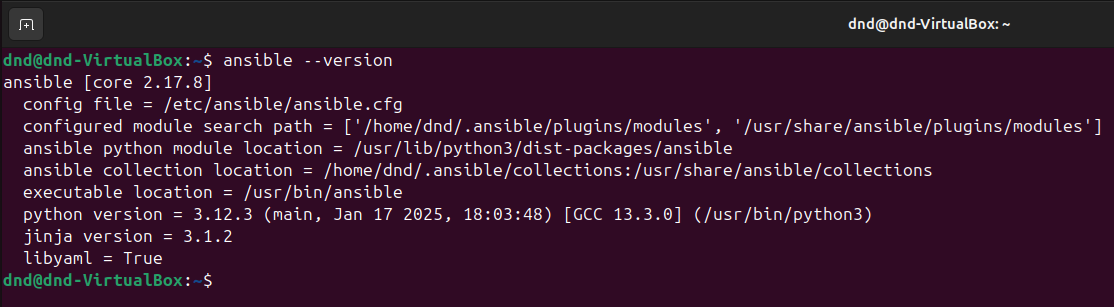 dnd@dnd-VirtualBox: ~
dnd@dnd-VirtualBox:~$ ansible --version
ansible [core 2.17.8]
  config file = /etc/ansible/ansible.cfg
  configured module search path = ['/home/dnd/.ansible/plugins/modules', '/usr/share/ansible/plugins/modules']
  ansible python module location = /usr/lib/python3/dist-packages/ansible
  ansible collection location = /home/dnd/.ansible/collections:/usr/share/ansible/collections
  executable location = /usr/bin/ansible
  python version = 3.12.3 (main, Jan 17 2025, 18:03:48) [GCC 13.3.0] (/usr/bin/python3)
  jinja version = 3.1.2
  libyaml = True
dnd@dnd-VirtualBox:~$